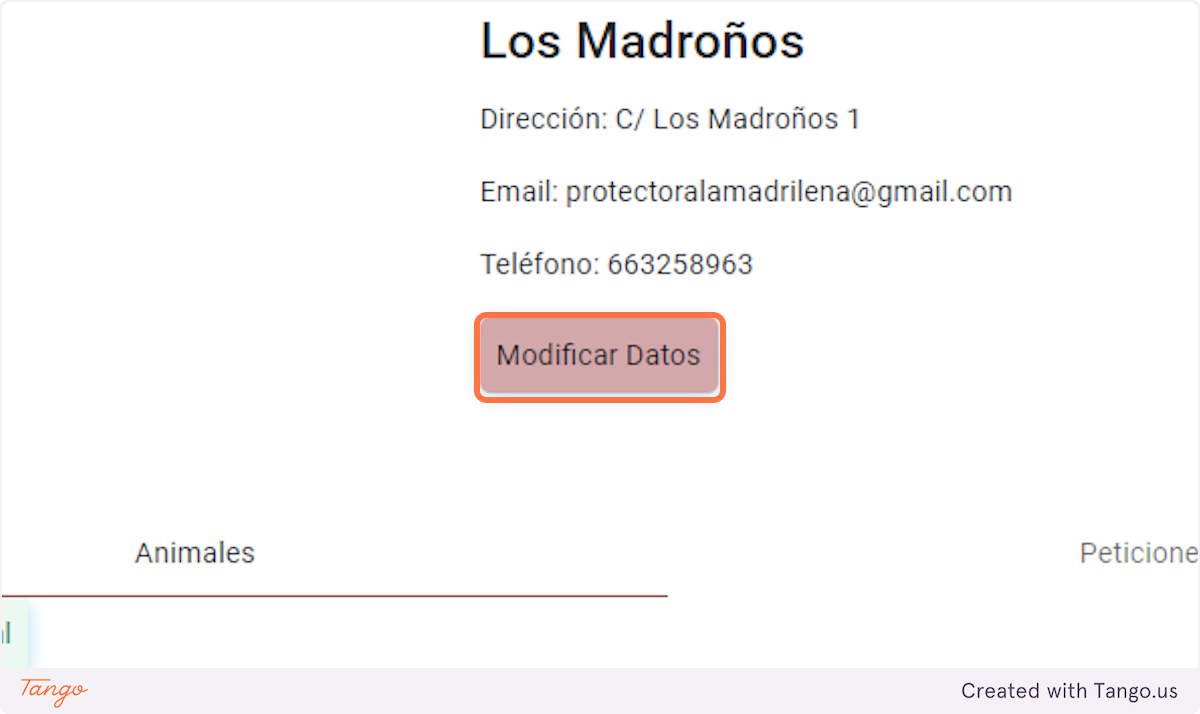 Los Madroños
Dirección: C/ Los Madroños 1
Email: protectoralamadrilena@gmail.com
Teléfono: 663258963
Modificar Datos
Animales
Peticione
Tango
Created with Tango.us